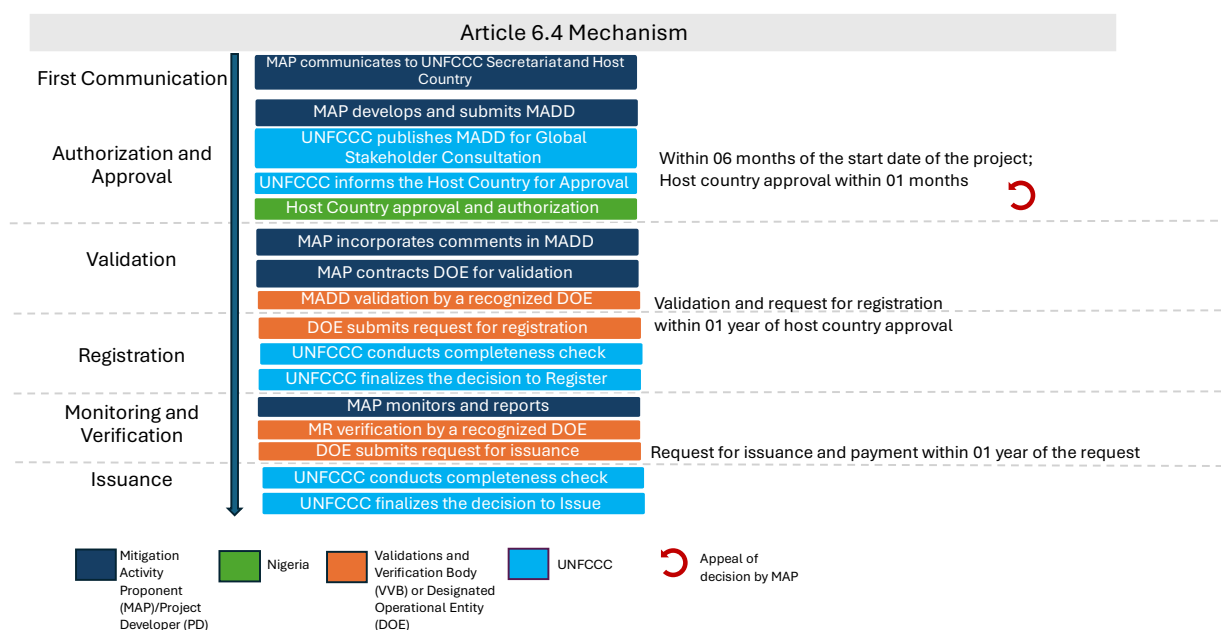 Article 6.4 Mechanism
First Communication
MAP communicates to UNFCCC Secretariat and Host
Country
Authorization and
Approval
MAP develops and submits MADD
UNFCCC publishes MADD for Global
Stakeholder Consultation
UNFCCC informs the Host Country for Approval
Host Country approval and authorization
Within 06 months of the start date of the project;
Host country approval within 01 months
Validation
MAP incorporates comments in MADD
MAP contracts DOE for validation
MADD validation by a recognized DOE
Validation and request for registration
within 01 year of host country approval
Registration
DOE submits request for registration
UNFCCC conducts completeness check
UNFCCC finalizes the decision to Register
Monitoring and
Verification
MAP monitors and reports
MR verification by a recognized DOE
DOE submits request for issuance
Request for issuance and payment within 01 year of the request
Issuance
UNFCCC conducts completeness check
UNFCCC finalizes the decision to Issue
Mitigation
Activity
Proponent
(MAP)/Project
Developer (PD)
Nigeria
Validations and
Verification Body
(VVB) or Designated
Operational Entity
(DOE)
UNFCCC
Appeal of
decision by MAP